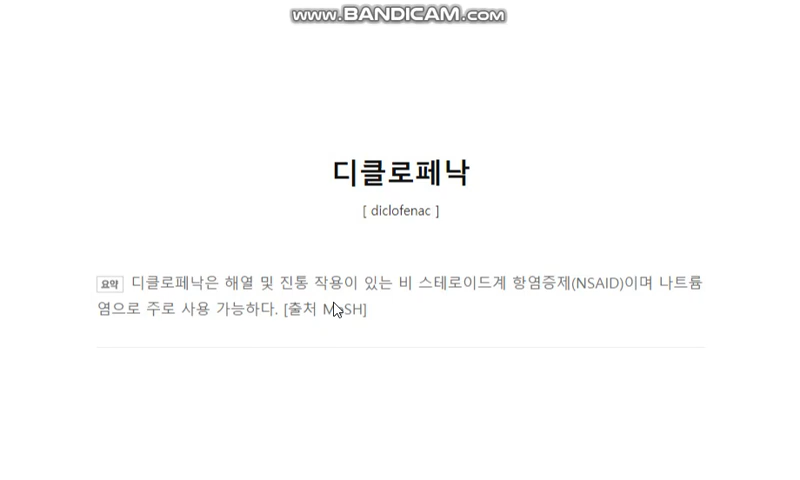 www.BANDICAM.com
디클로페낙
[ diclofenac ]
요약 디클로페낙은 해열 및 진통 작용이 있는 비 스테로이드계 항염증제(NSAID)이며 나트륨
염으로 주로 사용 가능하다. [출처 MeSH]